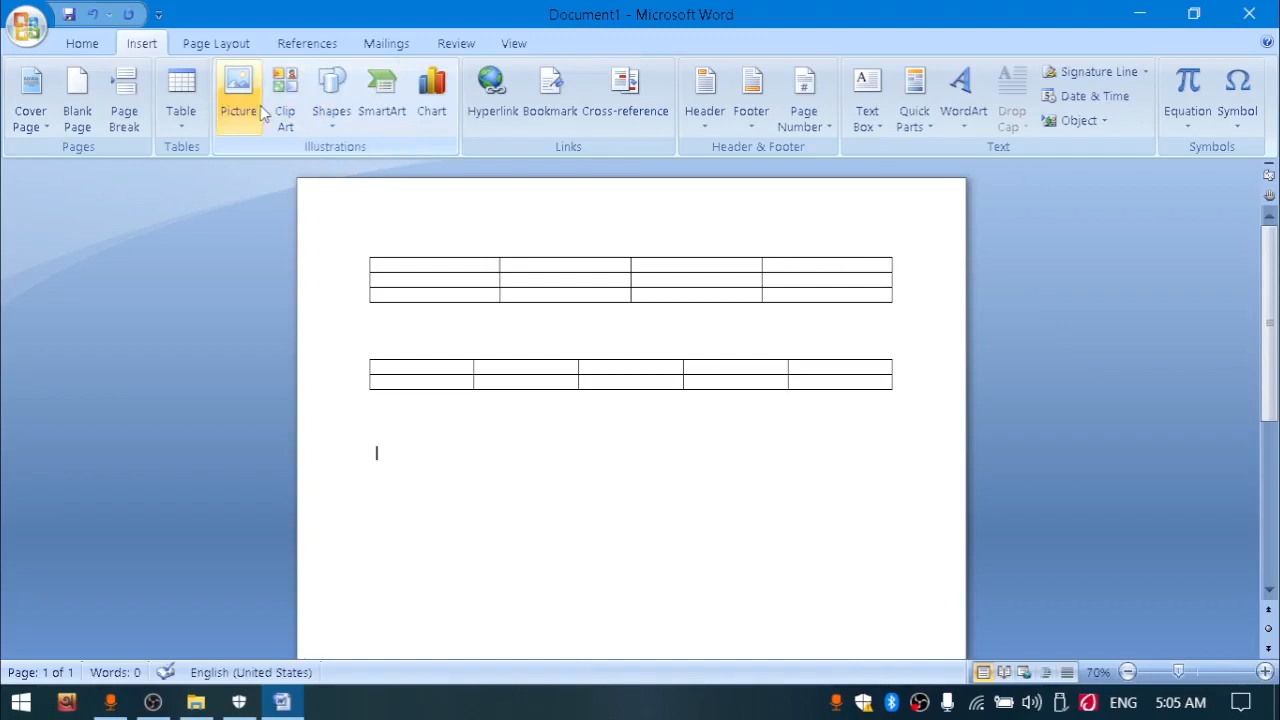 Document1 - Microsoft Word
Home Insert Page Layout References Mailings Review View
Cover Page Blank Page Page Break Table Picture Clip Art Shapes SmartArt Chart Hyperlink Bookmark Cross-reference Header Footer Page Number Text Box Quick Parts WordArt Drop Cap Signature Line Date & Time Object Equation Symbol
Pages Tables Illustrations Links Header & Footer Text Symbols
Page: 1 of 1 Words: 0 English (United States) 70%
ENG 5:05 AM